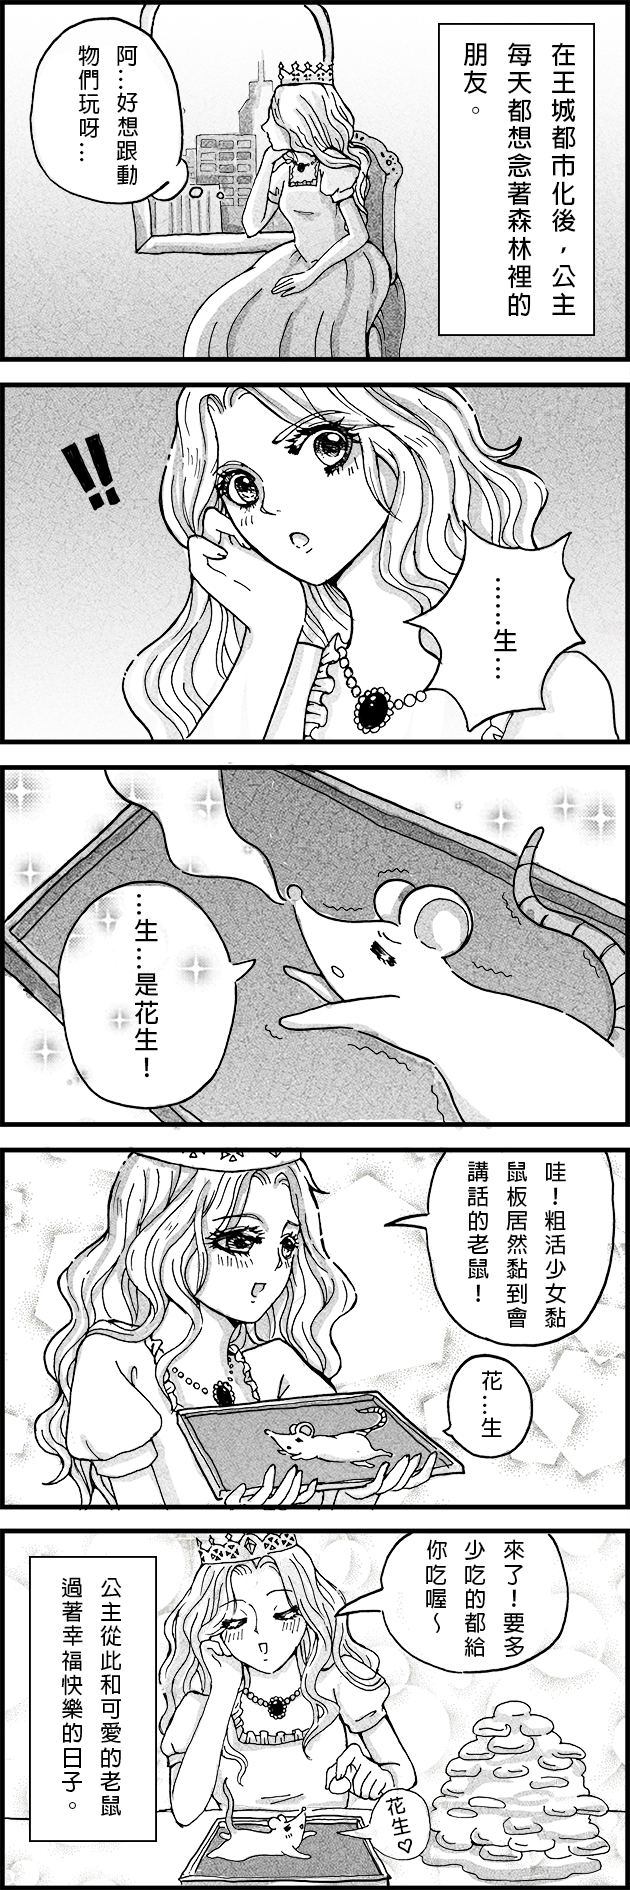 在王城都市化後，公主
每天都想念著森林裡的
朋友。
阿…好想跟動
物們玩呀…
!!
……生…
…生…是花生！
哇！粗活少女黏
鼠板居然黏到會
講話的老鼠！
花…生
來了！要多
少吃的都給
你吃喔～
花生♡
公主從此和可愛的老鼠
過著幸福快樂的日子。